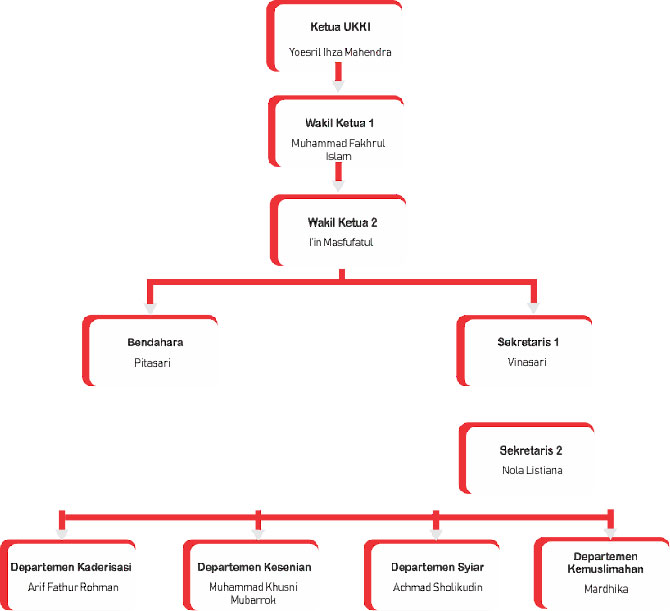 Ketua UKKI
Yoesril Ihza Mahendra
Wakil Ketua 1
Muhammad Fakhrul
Islam
Wakil Ketua 2
I'in Masfufatul
Bendahara
Pitasari
Sekretaris 1
Vinasari
Sekretaris 2
Nola Listiana
Departemen Kaderisasi
Arif Fathur Rohman
Departemen Kesenian
Muhammad Khusni
Mubarrok
Departemen Syiar
Achmad Sholikudin
Departemen
Kemuslimahan
Mardhika